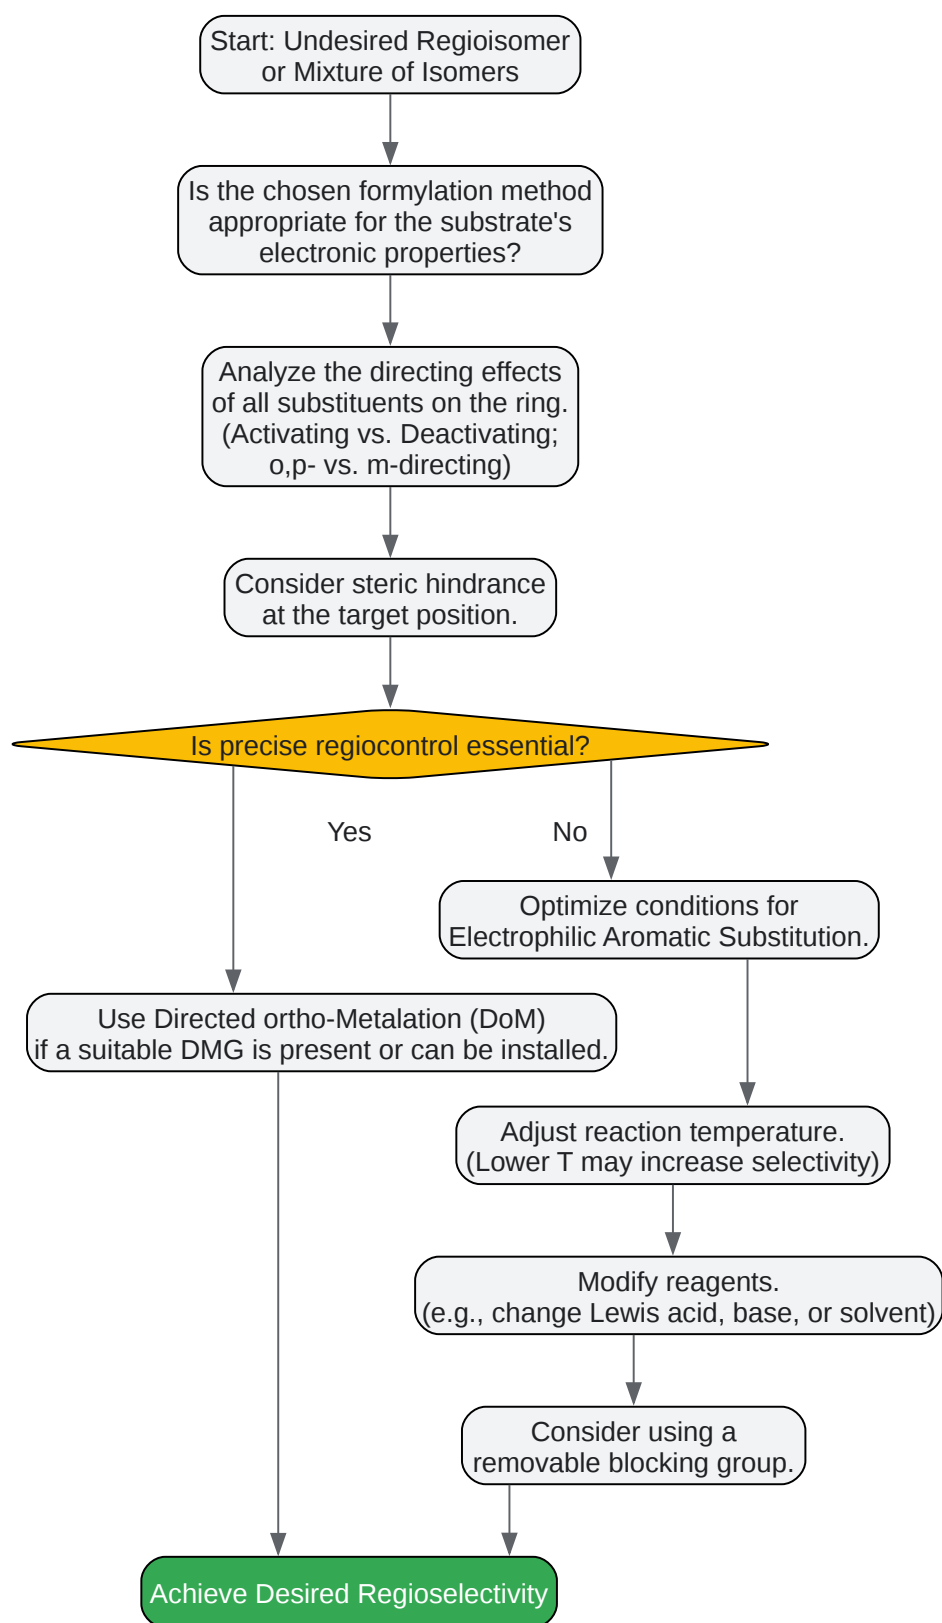 Start: Undesired Regioisomer
or Mixture of Isomers
Is the chosen formylation method
appropriate for the substrate's
electronic properties?
Analyze the directing effects
of all substituents on the ring.
(Activating vs. Deactivating;
o,p- vs. m-directing)
Consider steric hindrance
at the target position.
Is precise regiocontrol essential?
Yes
No
Optimize conditions for
Electrophilic Aromatic Substitution.
Use Directed ortho-Metalation (DoM)
if a suitable DMG is present or can be installed.
Adjust reaction temperature.
(Lower T may increase selectivity)
Modify reagents.
(e.g., change Lewis acid, base, or solvent)
Consider using a
removable blocking group.
Achieve Desired Regioselectivity